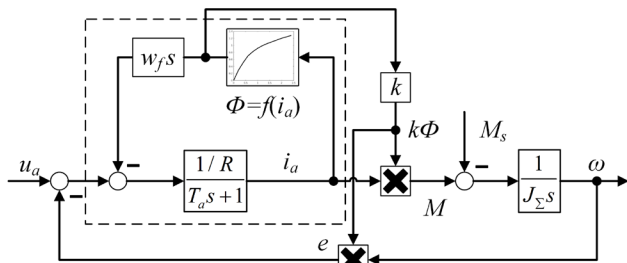 w_f s
Φ=f(i_a)
k
kΦ
M_s
u_a
1/R
T_a s+1
i_a
M
1
J_Σ s
ω
e